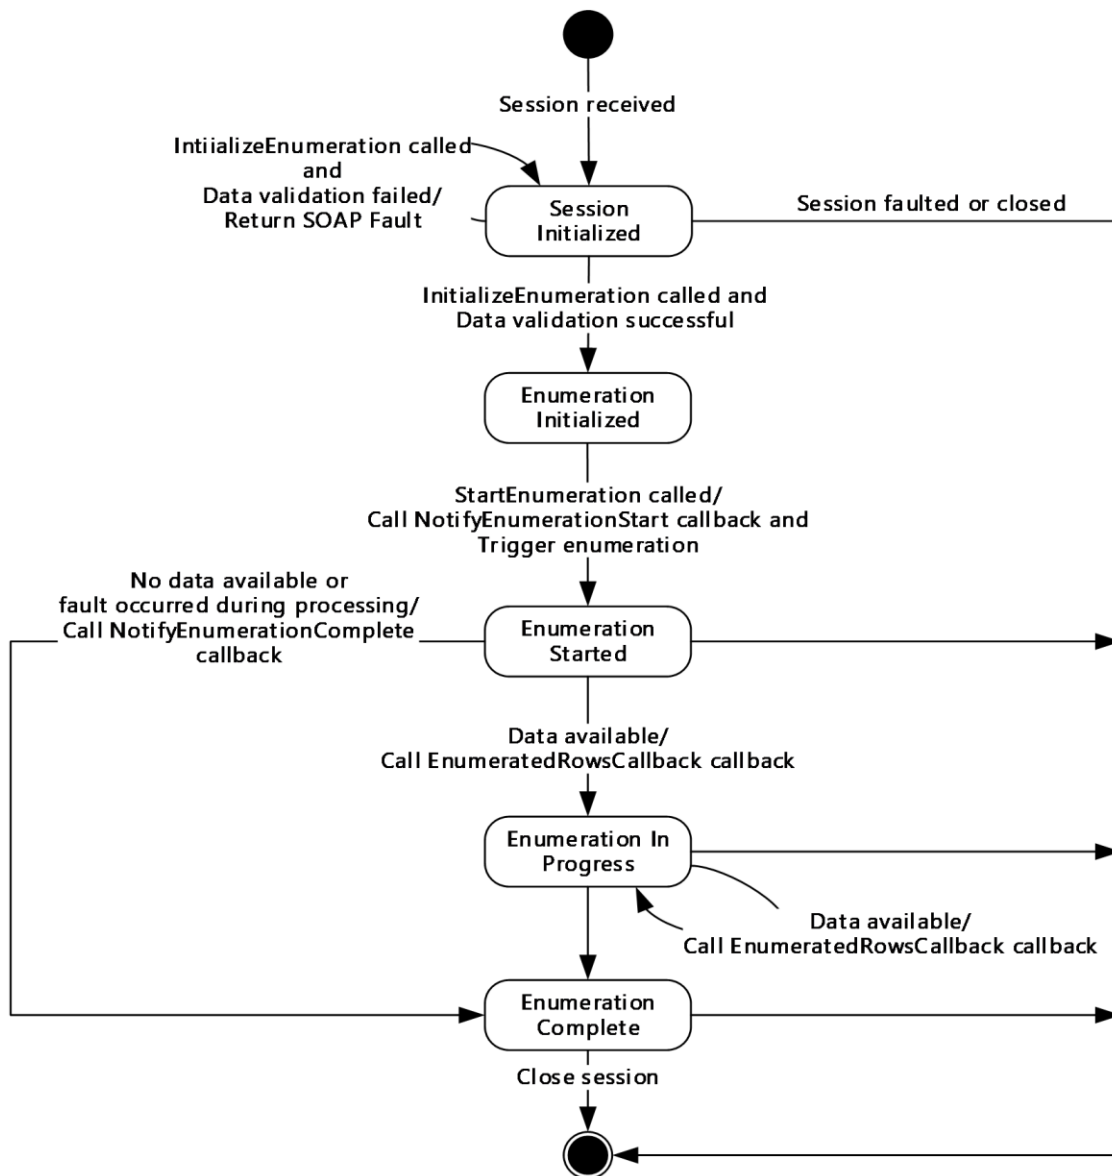 Session received
IntiializeEnumeration called
and
Data validation failed/
Return SOAP Fault
Session
Initialized
Session faulted or closed
InitializeEnumeration called and
Data validation successful
Enumeration
Initialized
StartEnumeration called/
Call NotifyEnumerationStart callback and
Trigger enumeration
No data available or
fault occurred during processing/
Call NotifyEnumerationComplete
callback
Enumeration
Started
Data available/
Call EnumeratedRowsCallback callback
Enumeration In
Progress
Data available/
Call EnumeratedRowsCallback callback
Enumeration
Complete
Close session